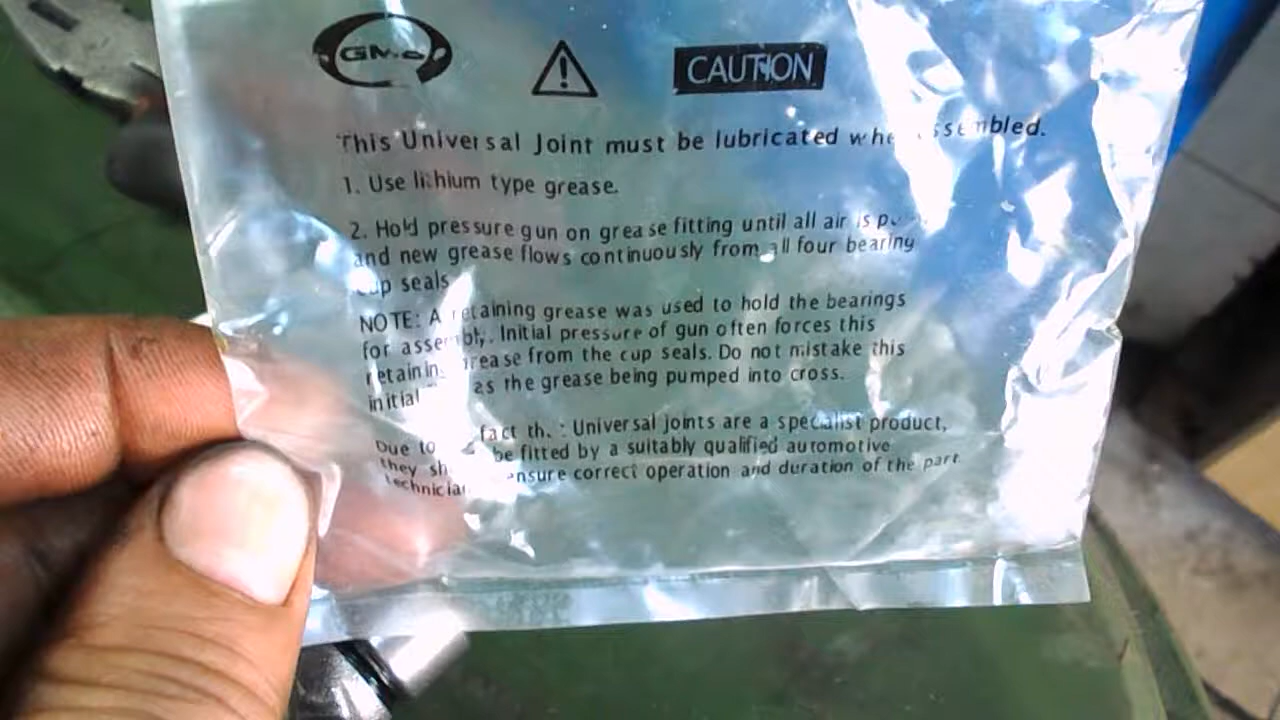 GMB
CAUTION
This Universal Joint must be lubricated when assembled.
1. Use lithium type grease.
2. Hold pressure gun on grease fitting until all air is
and new grease flows continuously from all four bearing
cup seals
NOTE: A retaining grease was used to hold the bearings
for assembly. Initial pressure of gun often forces this
retaining grease from the cup seals. Do not mistake this
initial as the grease being pumped into cross.
Due to fact : Universal joints are a specialist product,
they be fitted by a suitably qualified automotive
technician ensure correct operation and duration of the part